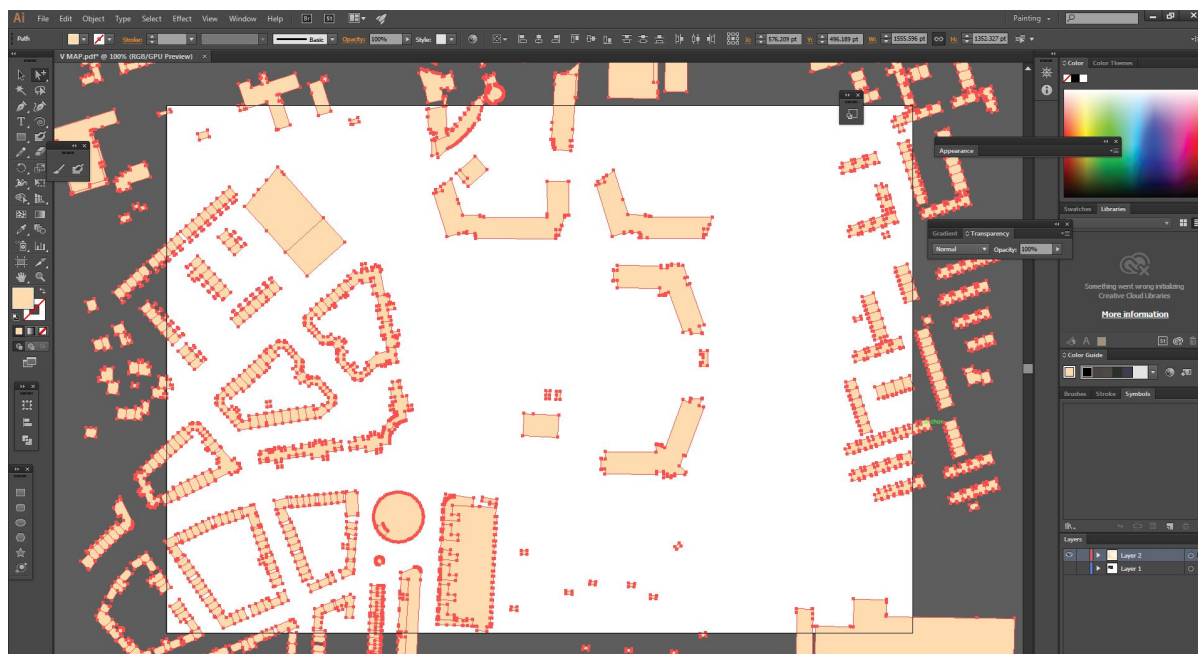 Ai File Edit Object Type Select Effect View Window Help Br St Painting
Path Stroke: Basic Opacity: 100% Style: X: 576.209 pt Y: 496.189 pt W: 1555.596 pt H: 1352.327 pt
V MAP.pdf* @ 100% (RGB/GPU Preview) ×
Color Color Themes
Appearance
Swatches Libraries
Gradient Transparency
Normal Opacity: 100%
Something went wrong initializing
Creative Cloud Libraries
More information
Color Guide
Brushes Stroke Symbols
Layers
Layer 2
Layer 1